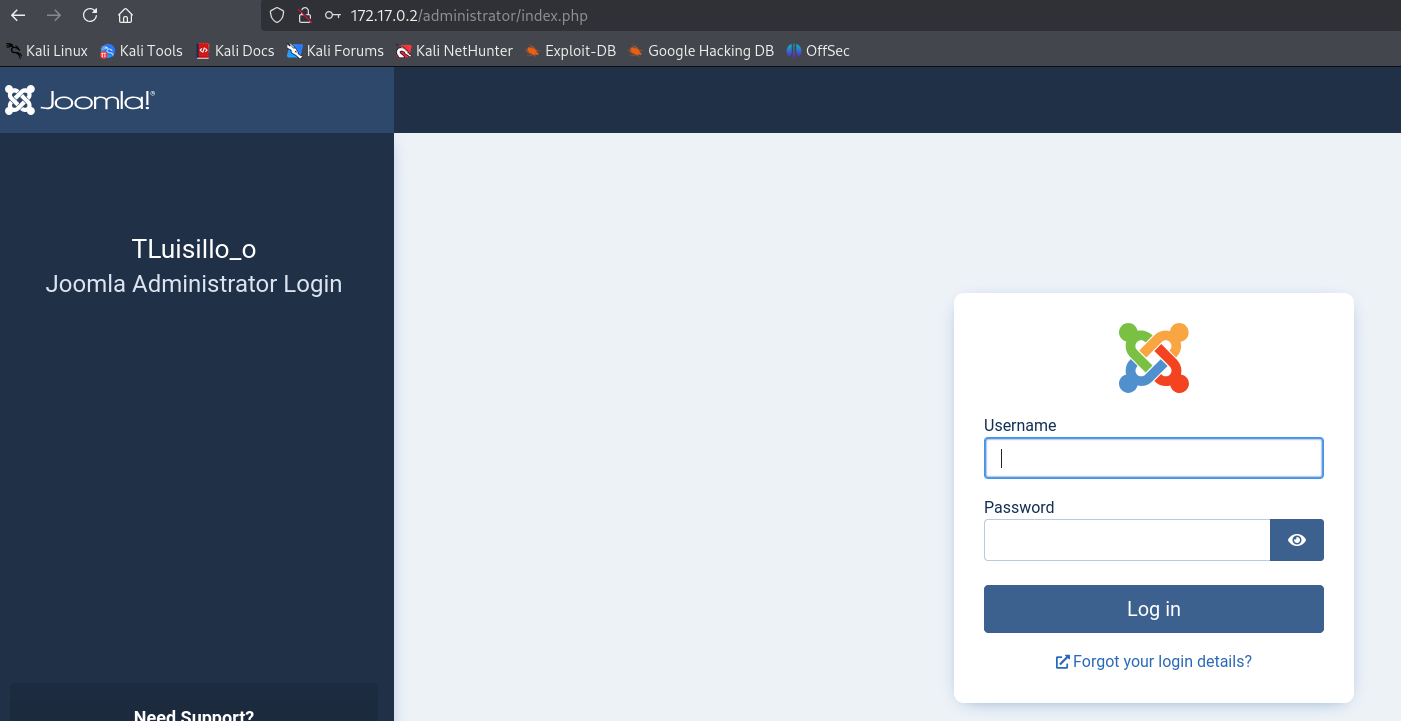 172.17.0.2/administrator/index.php
Kali Linux Kali Tools Kali Docs Kali Forums Kali NetHunter Exploit-DB Google Hacking DB OffSec
Joomla!®
TLuisillo_o
Joomla Administrator Login
Username
Password
Log in
Forgot your login details?
Need Support?